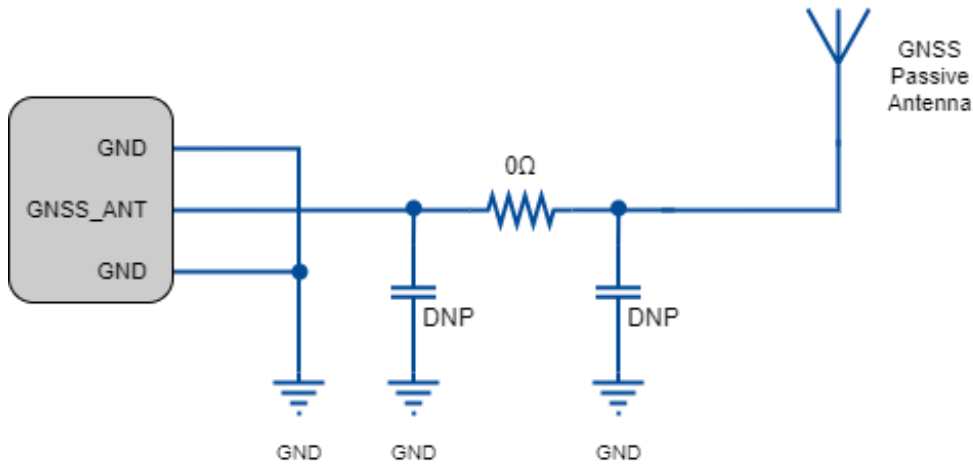 GNSS
Passive
Antenna
GND
0Ω
GNSS_ANT
GND
DNP
DNP
GND
GND
GND